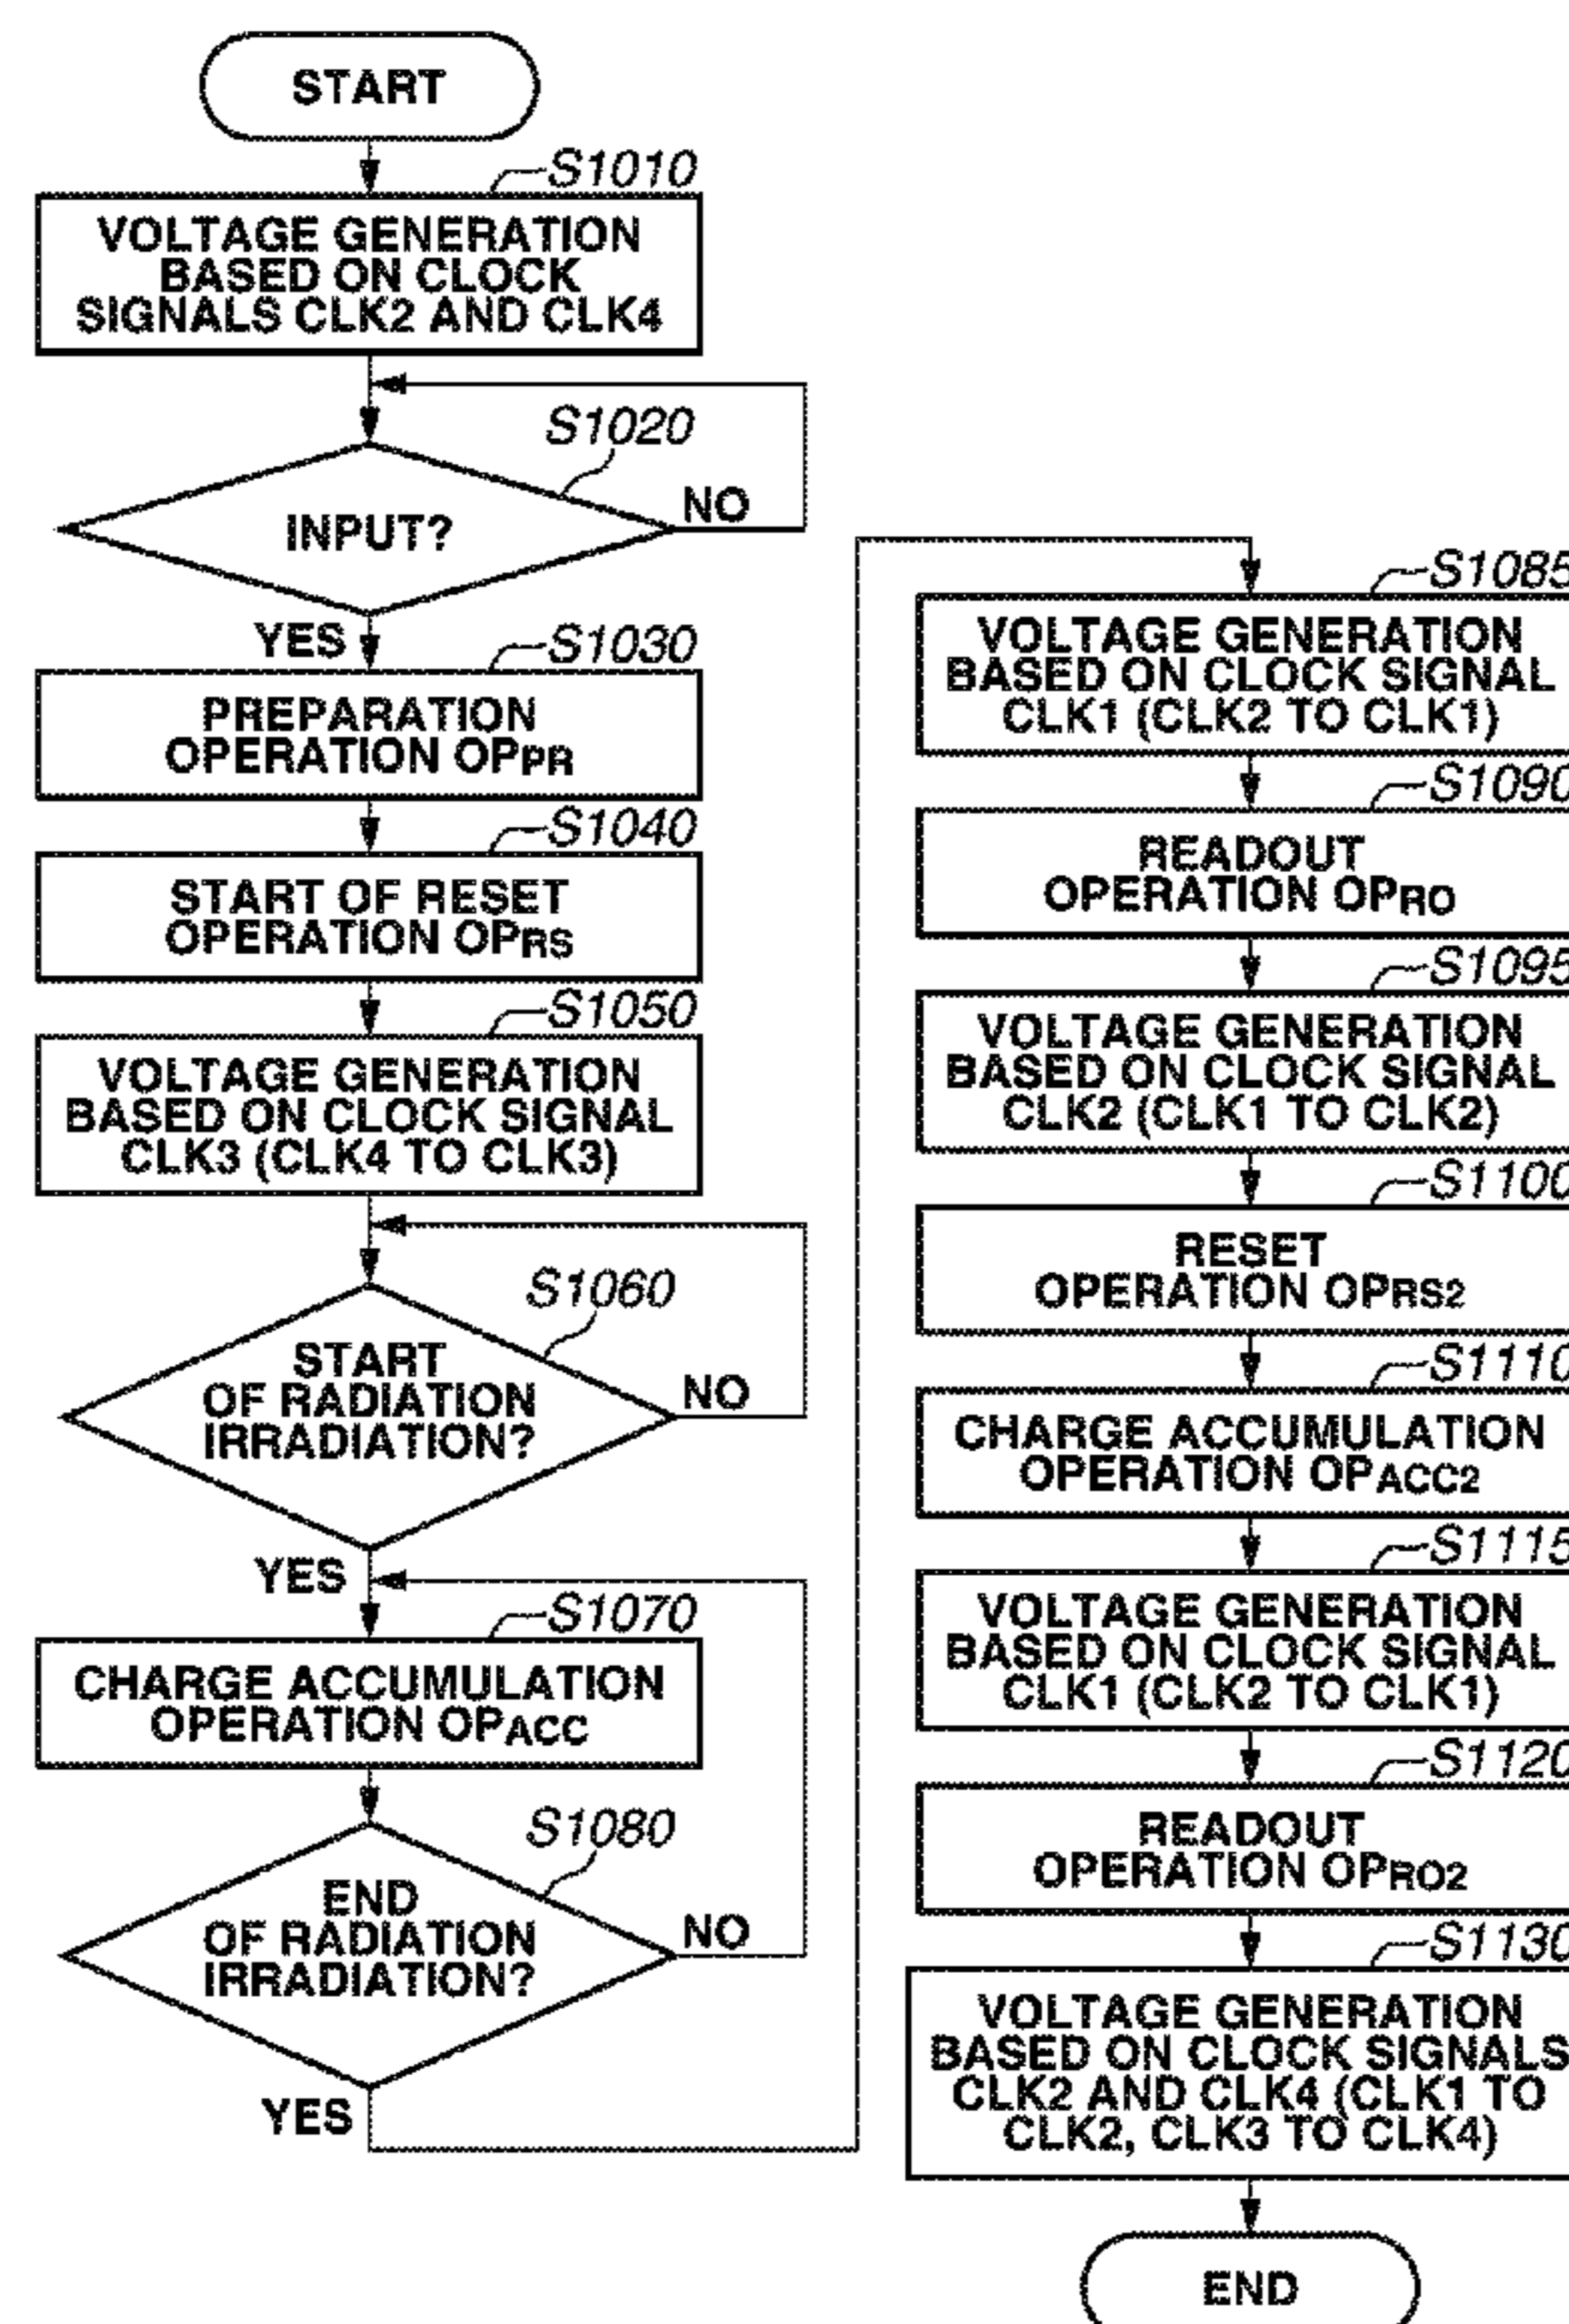 START
S1010
VOLTAGE GENERATION
BASED ON CLOCK
SIGNALS CLK2 AND CLK4
S1020
INPUT?
NO
YES
S1030
PREPARATION
OPERATION OPPR
S1040
START OF RESET
OPERATION OPRS
S1050
VOLTAGE GENERATION
BASED ON CLOCK SIGNAL
CLK3 (CLK4 TO CLK3)
S1060
START
OF RADIATION
IRRADIATION?
NO
YES
S1070
CHARGE ACCUMULATION
OPERATION OPACC
S1080
END
OF RADIATION
IRRADIATION?
NO
YES
S1085
VOLTAGE GENERATION
BASED ON CLOCK SIGNAL
CLK1 (CLK2 TO CLK1)
S1090
READOUT
OPERATION OPRO
S1095
VOLTAGE GENERATION
BASED ON CLOCK SIGNAL
CLK2 (CLK1 TO CLK2)
S1100
RESET
OPERATION OPRS2
S1110
CHARGE ACCUMULATION
OPERATION OPACC2
S1115
VOLTAGE GENERATION
BASED ON CLOCK SIGNAL
CLK1 (CLK2 TO CLK1)
S1120
READOUT
OPERATION OPRO2
S1130
VOLTAGE GENERATION
BASED ON CLOCK SIGNALS
CLK2 AND CLK4 (CLK1 TO
CLK2, CLK3 TO CLK4)
END